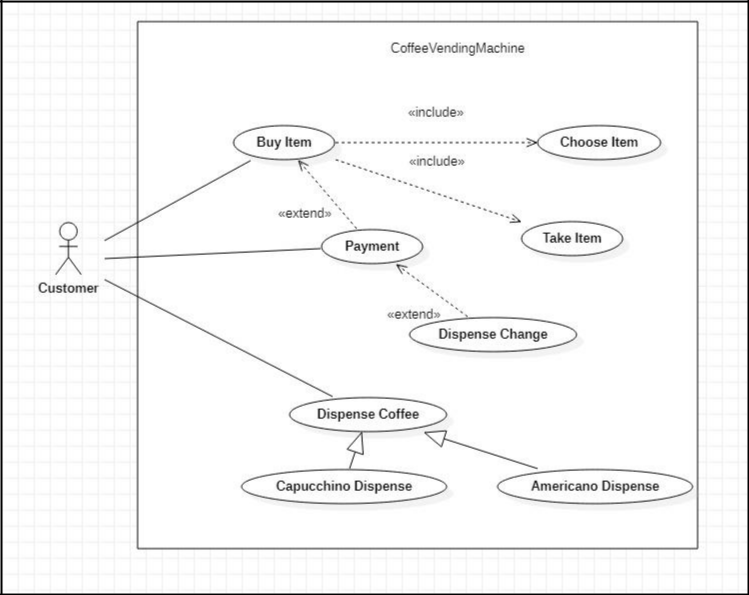 CoffeeVendingMachine
«include»
Buy Item
Choose Item
«include»
«extend»
Take Item
Payment
Customer
«extend»
Dispense Change
Dispense Coffee
Capucchino Dispense
Americano Dispense